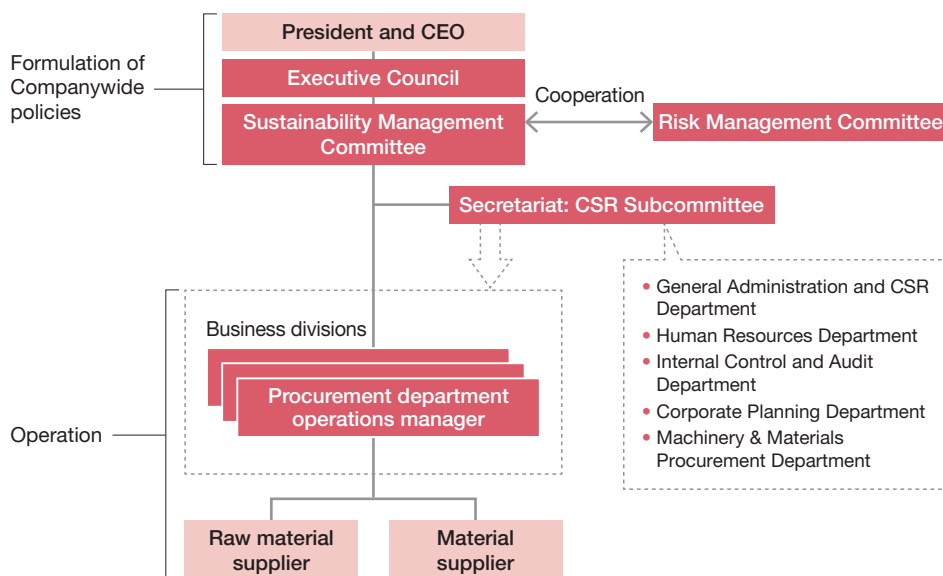 President and CEO
Formulation of
Companywide
policies
Executive Council
Cooperation
Sustainability Management
Committee
Risk Management Committee
Secretariat: CSR Subcommittee
• General Administration and CSR
Department
• Human Resources Department
• Internal Control and Audit
Department
• Corporate Planning Department
• Machinery & Materials
Procurement Department
Business divisions
Procurement department
operations manager
Operation
Raw material
supplier
Material
supplier